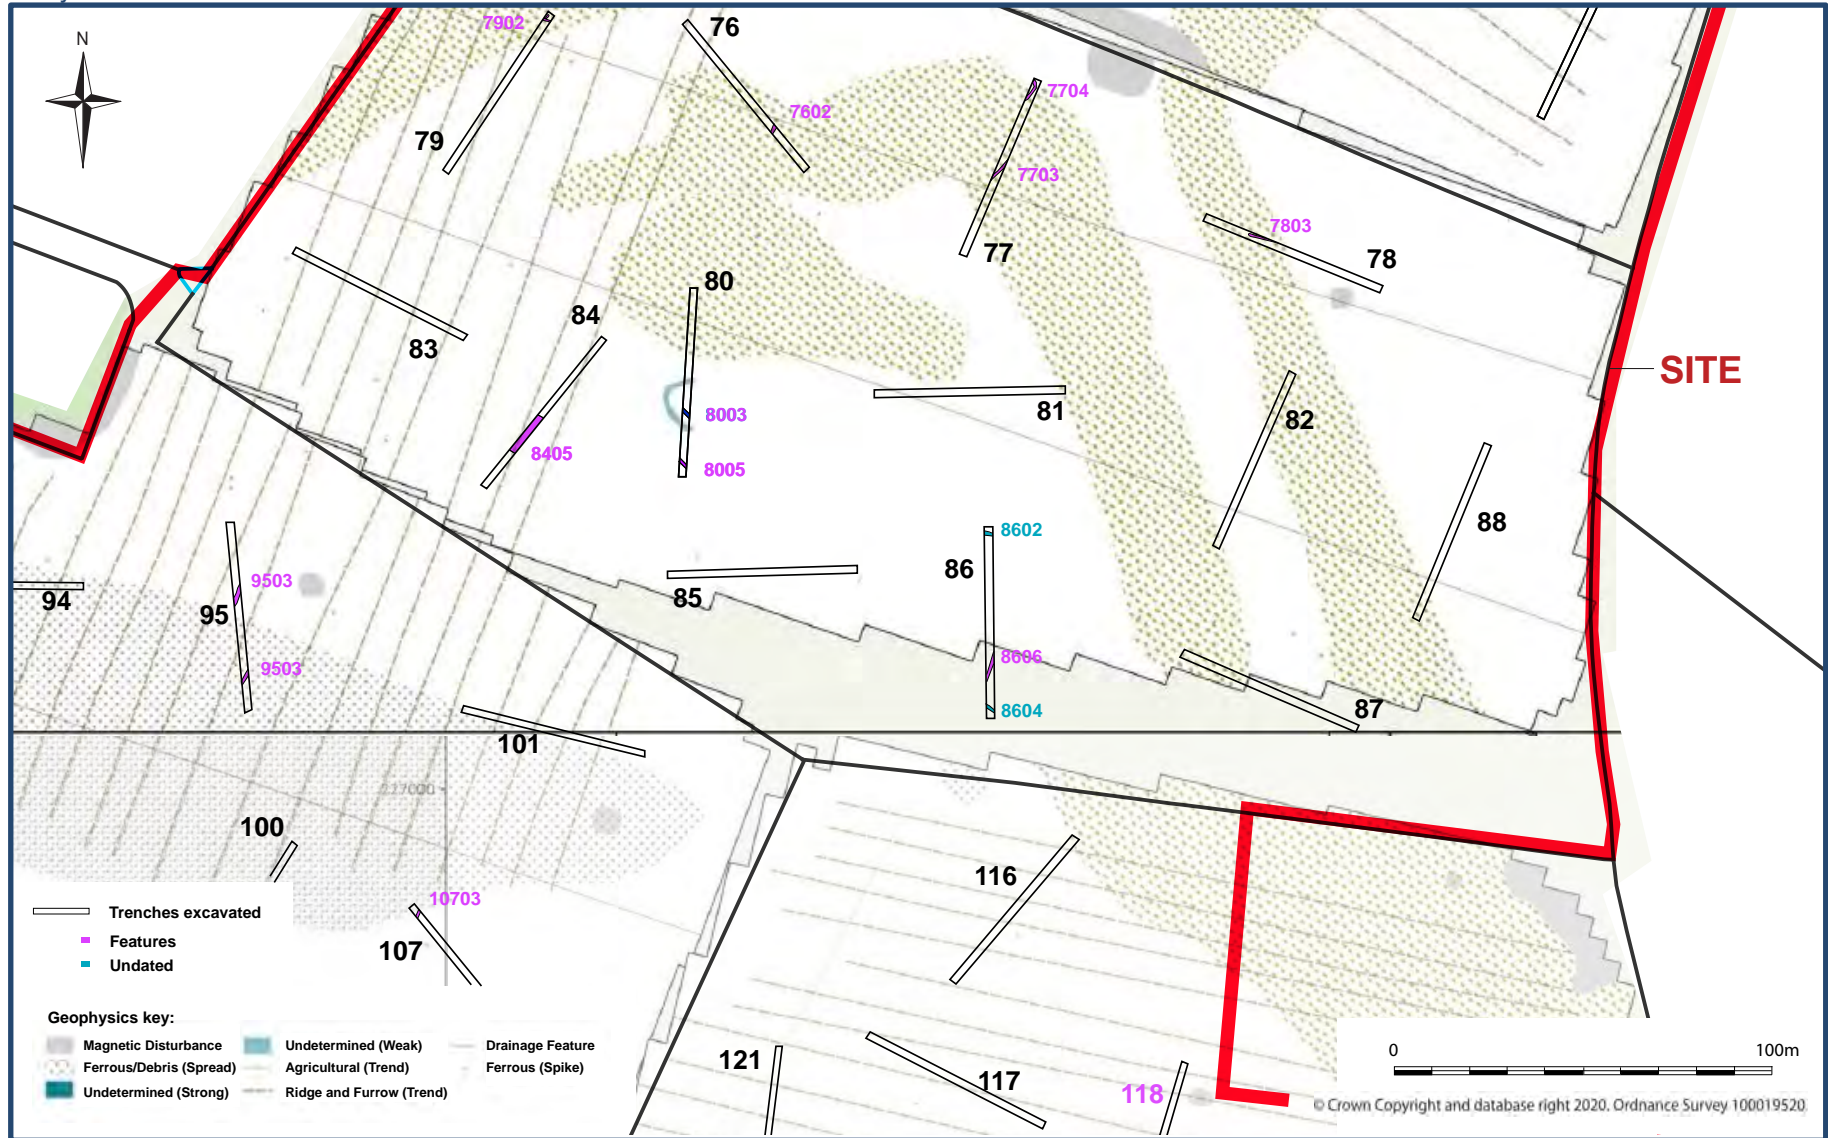 N
7902
76
7602
7704
79
7703
7803
77
78
80
84
83
SITE
81
8003
82
8405
8005
88
8602
86
9503
94
95
85
8606
9503
8604
87
101
127000
100
116
10703
107
Trenches excavated
Features
Undated
Geophysics key:
Magnetic Disturbance
Undetermined (Weak)
Drainage Feature
Ferrous/Debris (Spread)
Agricultural (Trend)
Ferrous (Spike)
Undetermined (Strong)
Ridge and Furrow (Trend)
121
117
118
0
100m
© Crown Copyright and database right 2020. Ordnance Survey 100019520